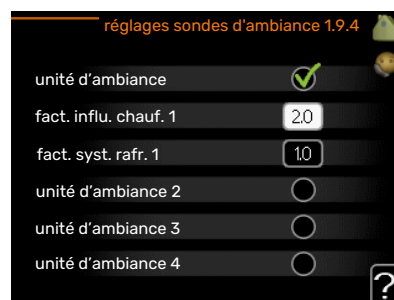 réglages sondes d'ambiance 1.9.4
unité d'ambiance
fact. influ. chauf. 1 2.0
fact. syst. rafr. 1 1.0
unité d'ambiance 2
unité d'ambiance 3
unité d'ambiance 4
?